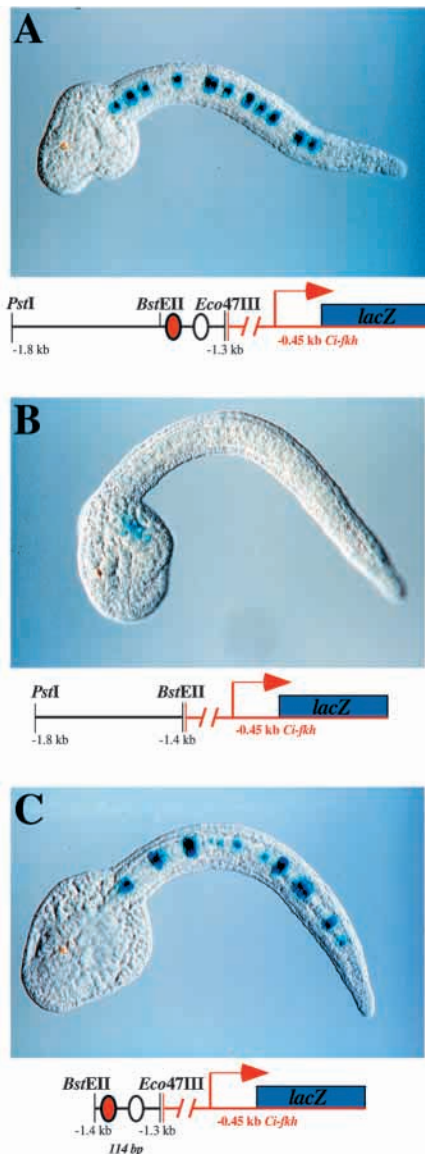 A
PstI BstEII Eco47III
lacZ
-1.8 kb -1.3 kb -0.45 kb Ci-fkh
B
PstI BstEII
lacZ
-1.8 kb -1.4 kb -0.45 kb Ci-fkh
C
BstEII Eco47III
lacZ
-1.4 kb -1.3 kb -0.45 kb Ci-fkh
114 bp